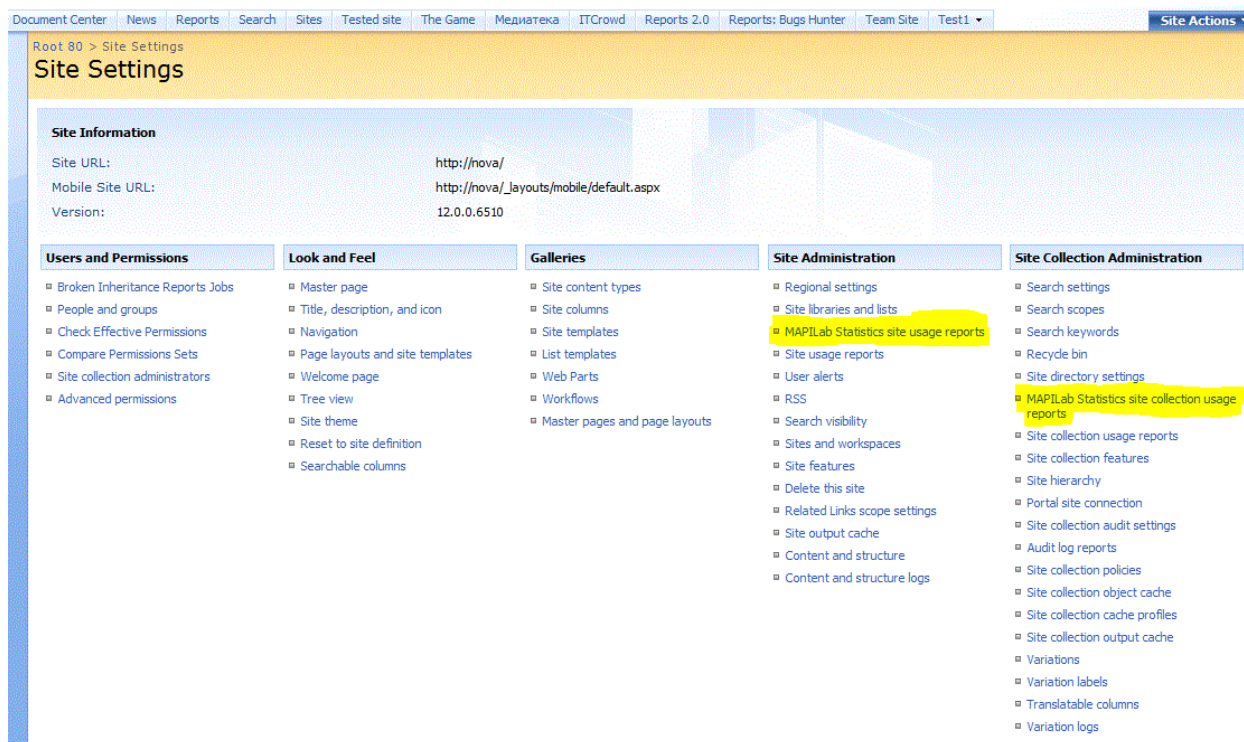 Document Center News Reports Search Sites Tested site The Game Медиатека ITCrowd Reports 2.0 Reports: Bugs Hunter Team Site Test1 Site Actions
Root 80 > Site Settings
Site Settings
Site Information
Site URL: http://nova/
Mobile Site URL: http://nova/_layouts/mobile/default.aspx
Version: 12.0.0.6510
Users and Permissions
Broken Inheritance Reports Jobs
People and groups
Check Effective Permissions
Compare Permissions Sets
Site collection administrators
Advanced permissions
Look and Feel
Master page
Title, description, and icon
Navigation
Page layouts and site templates
Welcome page
Tree view
Site theme
Reset to site definition
Searchable columns
Galleries
Site content types
Site columns
Site templates
List templates
Web Parts
Workflows
Master pages and page layouts
Site Administration
Regional settings
Site libraries and lists
MAPILab Statistics site usage reports
Site usage reports
User alerts
RSS
Search visibility
Sites and workspaces
Site features
Delete this site
Related Links scope settings
Site output cache
Content and structure
Content and structure logs
Site Collection Administration
Search settings
Search scopes
Search keywords
Recycle bin
Site directory settings
MAPILab Statistics site collection usage
reports
Site collection usage reports
Site collection features
Site hierarchy
Portal site connection
Site collection audit settings
Audit log reports
Site collection policies
Site collection object cache
Site collection cache profiles
Site collection output cache
Variations
Variation labels
Translatable columns
Variation logs